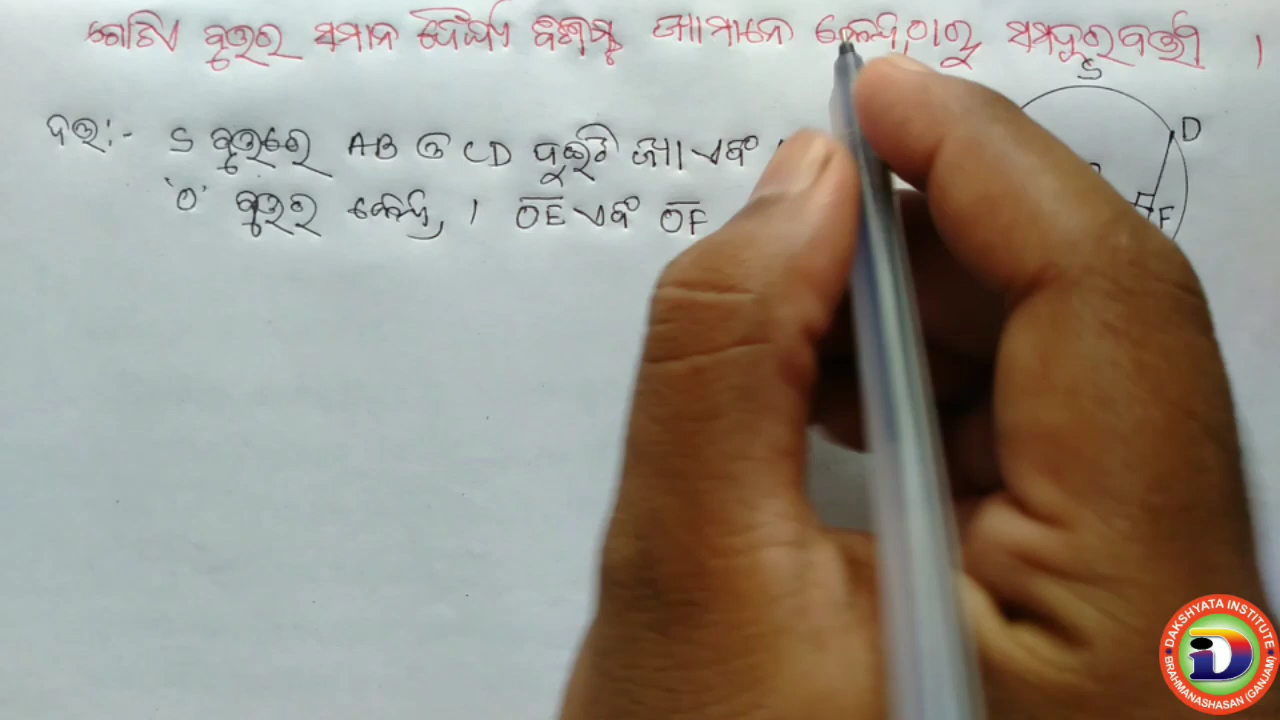 ଗୋଟିଏ ବୃତ୍ତର ସମାନ ଦୈର୍ଘ୍ୟ ବିଶିଷ୍ଟ ଜ୍ୟାମାନେ କେନ୍ଦ୍ରଠାରୁ ସମଦୂରବର୍ତ୍ତୀ ।
S
ଦତ୍ତ:- S ବୃତ୍ତରେ AB ଓ CD ଦୁଇଟି ଜ୍ୟା ଏବଂ
D
'O' ବୃତ୍ତର କେନ୍ଦ୍ର । OE ଏବଂ OF
F
DAKSHYATA INSTITUTE
iD
BRAHMANASHASAN (GANJAM)